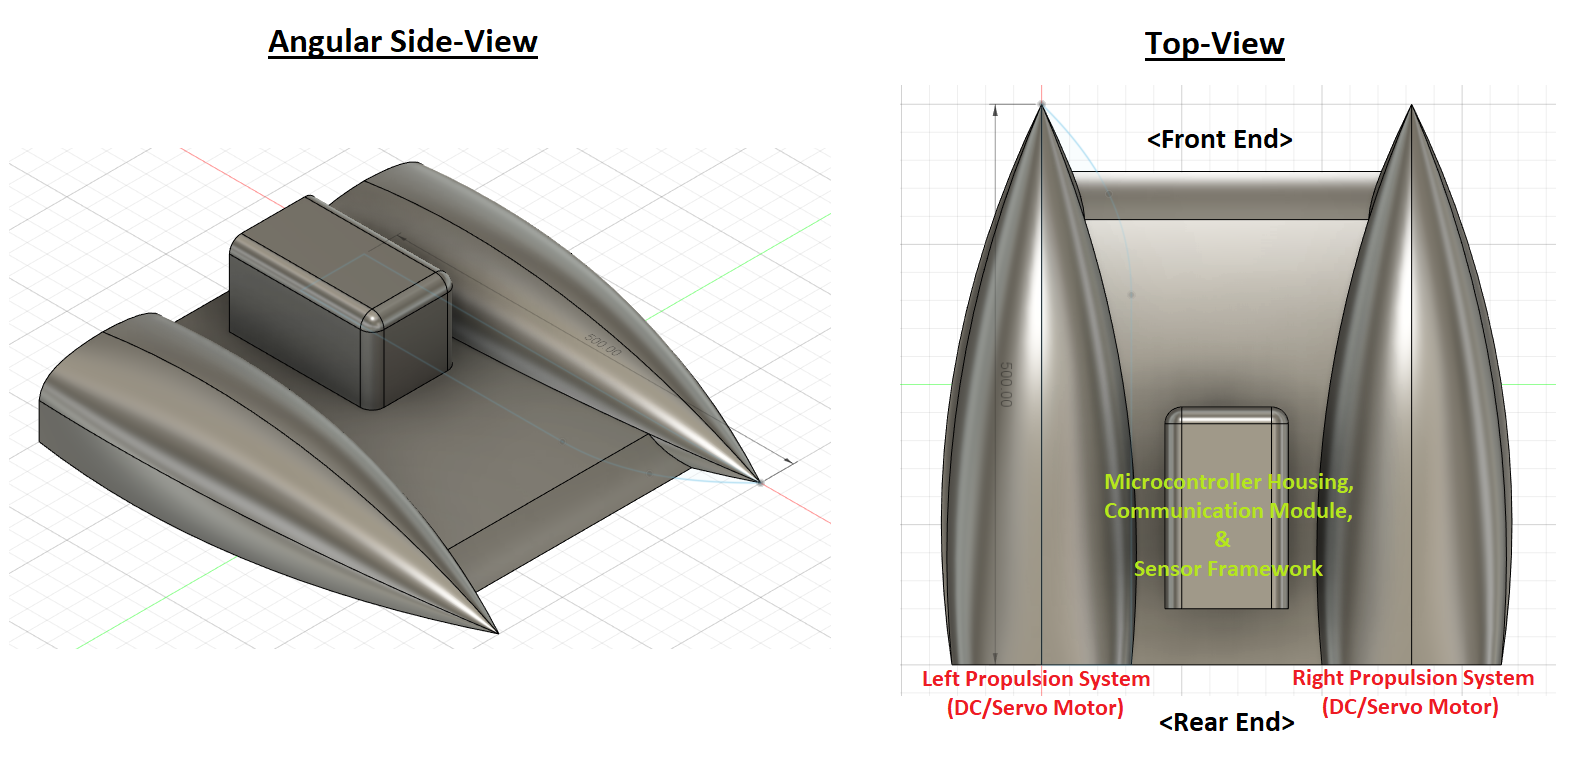 Angular Side-View
500.00
Top-View
<Front End>
500.00
Microcontroller Housing,
Communication Module,
&
Sensor Framework
Left Propulsion System
(DC/Servo Motor)
Right Propulsion System
(DC/Servo Motor)
<Rear End>